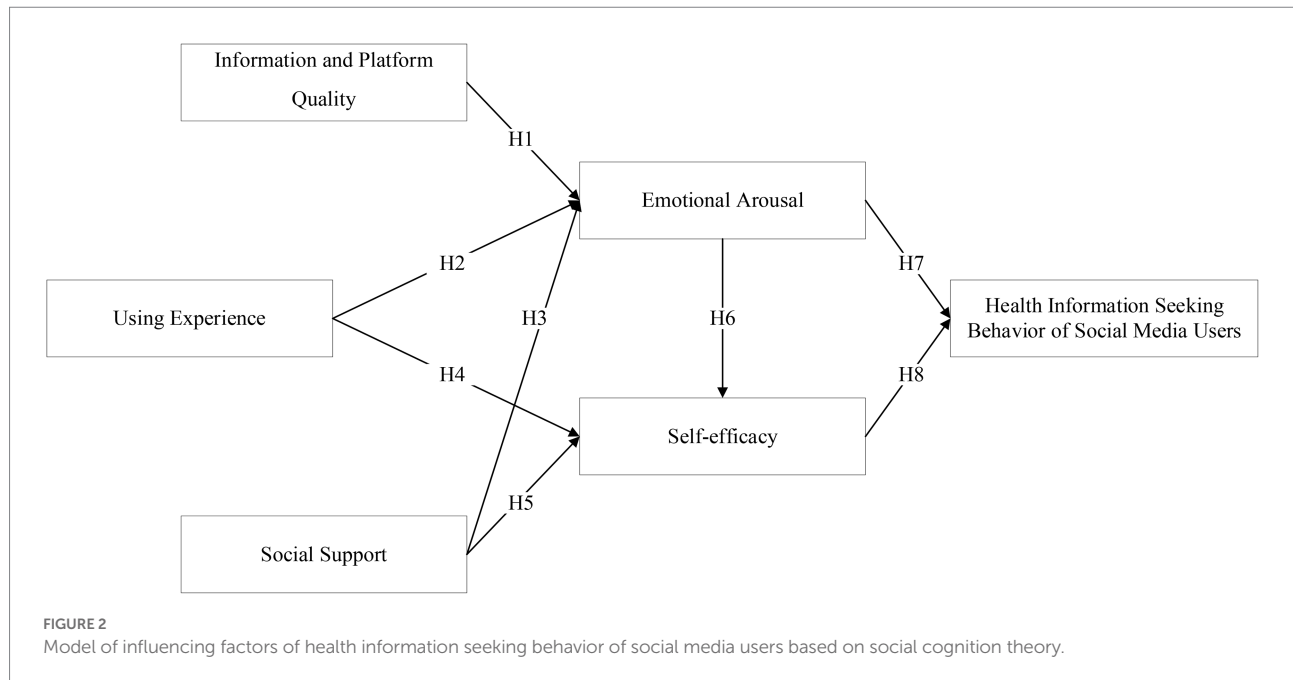 Information and Platform
Quality
H1
Emotional Arousal
H2
H7
Using Experience
H3
H6
Health Information Seeking
Behavior of Social Media Users
H4
H8
Self-efficacy
H5
Social Support
FIGURE 2
Model of influencing factors of health information seeking behavior of social media users based on social cognition theory.